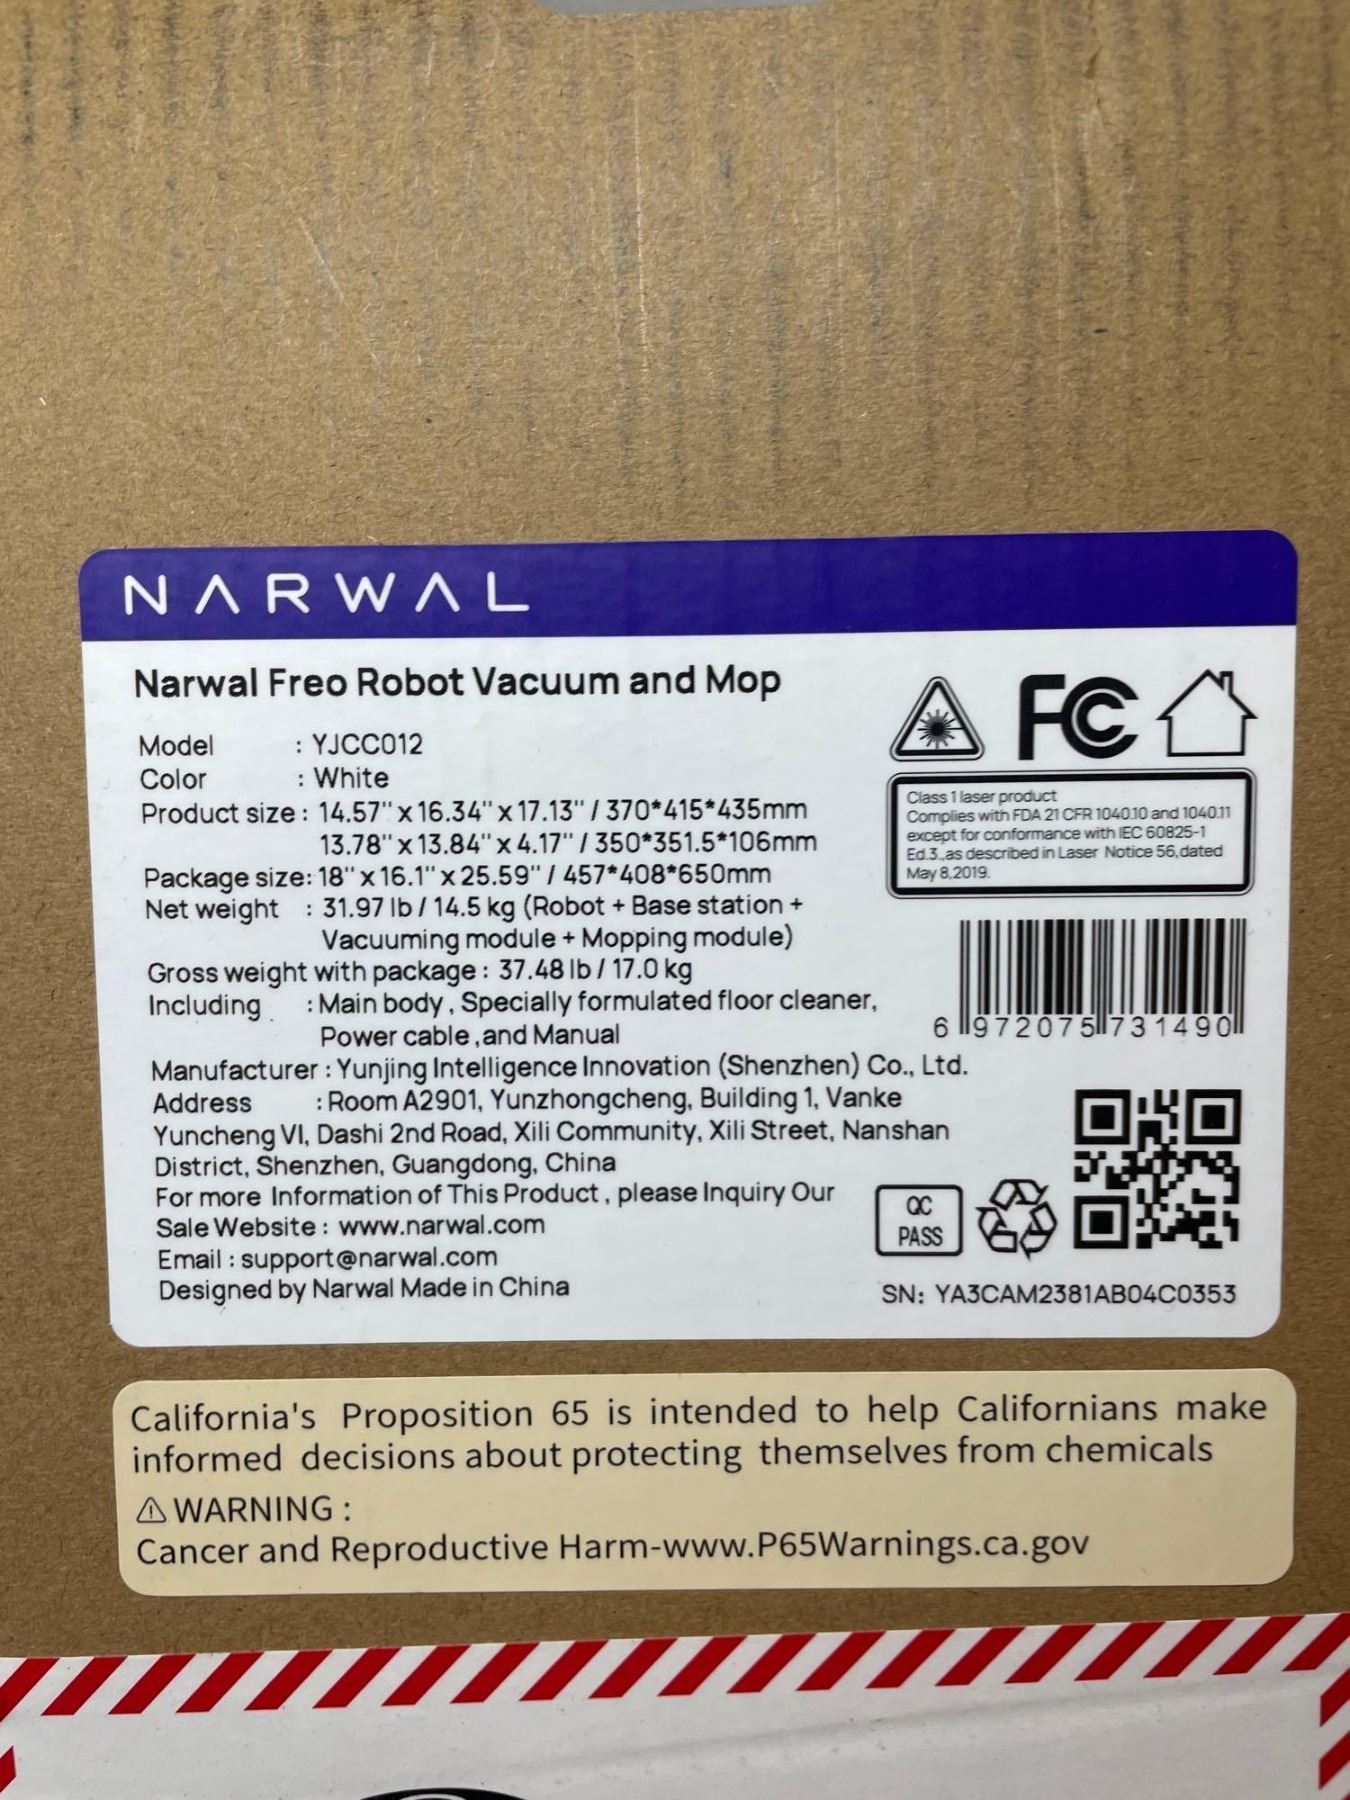 NARWAL
Narwal Freo Robot Vacuum and Mop
Model : YJCC012
Color : White
Product size : 14.57" x 16.34" x 17.13" / 370*415*435mm
13.78" x 13.84" x 4.17" / 350*351.5*106mm
Package size: 18" x 16.1" x 25.59" / 457*408*650mm
Net weight : 31.97 lb / 14.5 kg (Robot + Base station +
Vacuuming module + Mopping module)
Gross weight with package : 37.48 lb / 17.0 kg
Including : Main body , Specially formulated floor cleaner,
Power cable ,and Manual
Manufacturer : Yunjing Intelligence Innovation (Shenzhen) Co., Ltd.
Address : Room A2901, Yunzhongcheng, Building 1, Vanke
Yuncheng VI, Dashi 2nd Road, Xili Community, Xili Street, Nanshan
District, Shenzhen, Guangdong, China
For more Information of This Product , please Inquiry Our
Sale Website : www.narwal.com
Email : support@narwal.com
Designed by Narwal Made in China
FC
Class 1 laser product
Complies with FDA 21 CFR 1040.10 and 1040.11
except for conformance with IEC 60825-1
Ed.3.,as described in Laser Notice 56,dated
May 8,2019.
6 972075 731490
QC
PASS
SN: YA3CAM2381AB04C0353
California's Proposition 65 is intended to help Californians make
informed decisions about protecting themselves from chemicals
⚠ WARNING :
Cancer and Reproductive Harm-www.P65Warnings.ca.gov